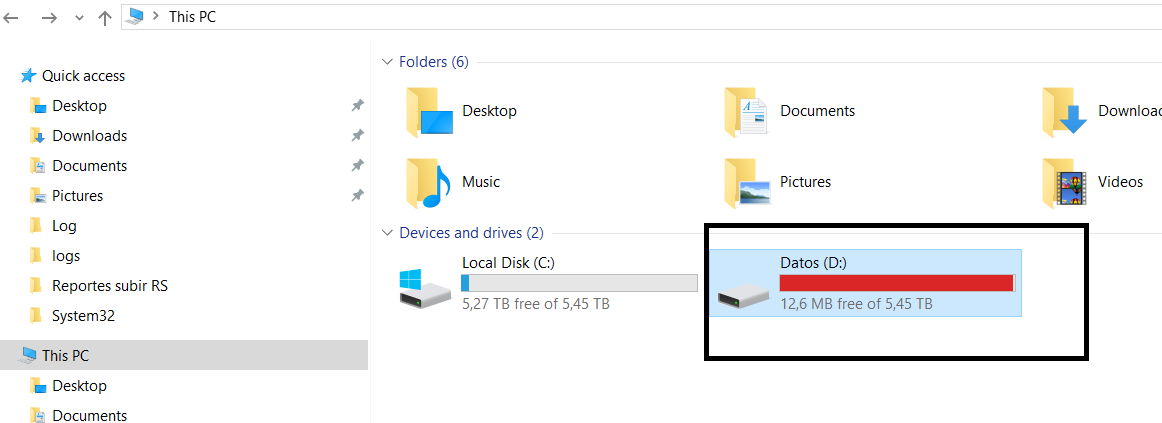 This PC
Quick access
Desktop
Downloads
Documents
Pictures
Log
logs
Reportes subir RS
System32
This PC
Desktop
Documents
Folders (6)
Desktop
Documents
Downloac
Music
Pictures
Videos
Devices and drives (2)
Local Disk (C:)
5,27 TB free of 5,45 TB
Datos (D:)
12,6 MB free of 5,45 TB